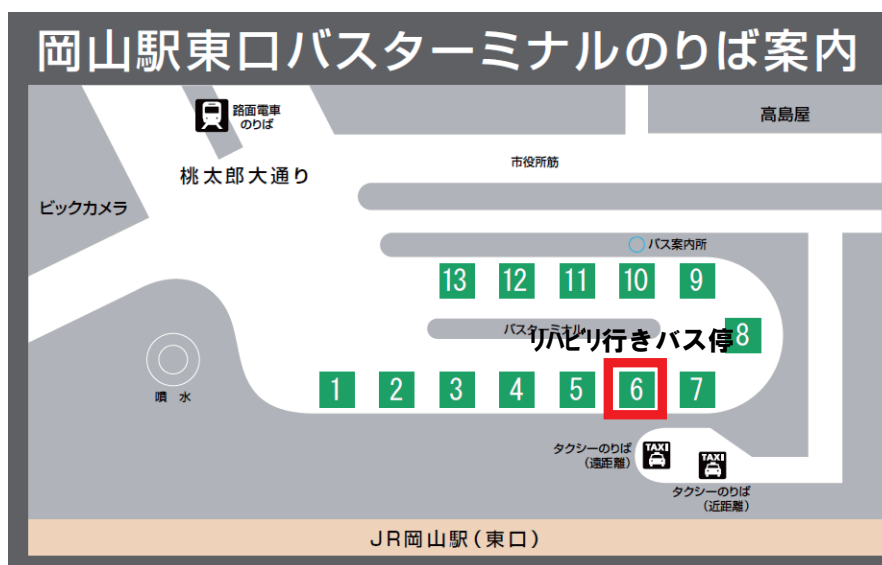 岡山駅東口バスターミナルのりば案内
路面電車
のりば
高島屋
桃太郎大通り
市役所筋
ビックカメラ
バス案内所
13 12 11 10 9
バスターミナル
リハビリ行きバス停
8
1 2 3 4 5 6 7
噴水
タクシーのりば
(遠距離)
TAXI
TAXI
タクシーのりば
(近距離)
JR岡山駅(東口)